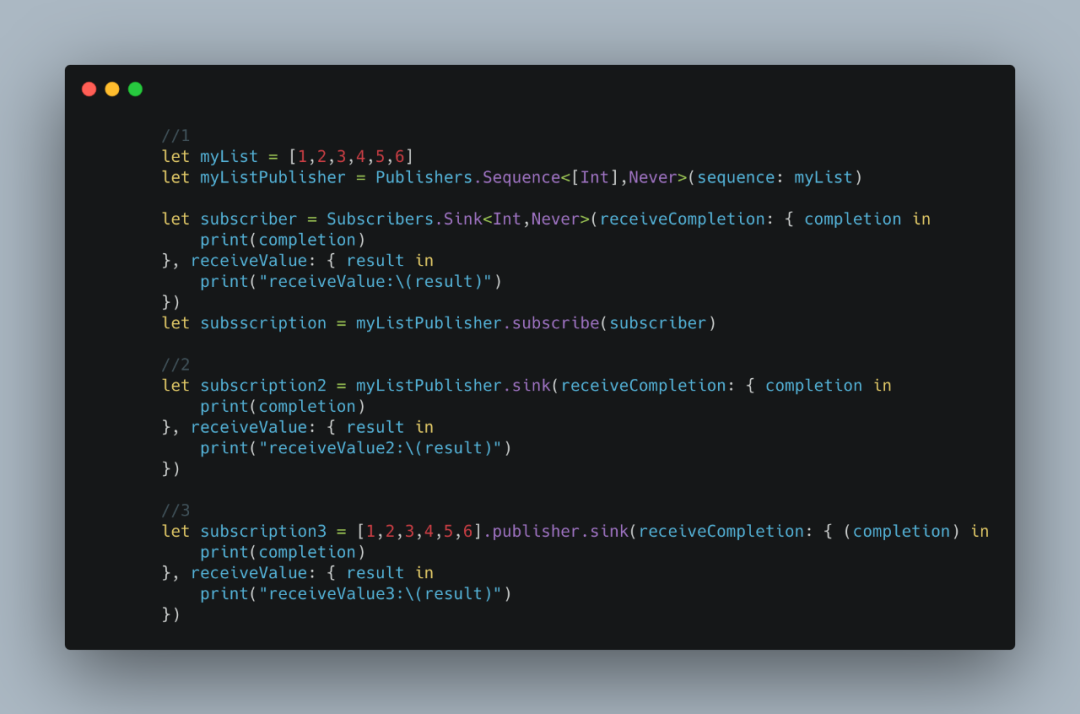 //1
let myList = [1,2,3,4,5,6]
let myListPublisher = Publishers.Sequence<[Int],Never>(sequence: myList)
let subscriber = Subscribers.Sink<Int,Never>(receiveCompletion: { completion in
    print(completion)
}, receiveValue: { result in
    print("receiveValue:\(result)")
})
let subsscription = myListPublisher.subscribe(subscriber)
//2
let subscription2 = myListPublisher.sink(receiveCompletion: { completion in
    print(completion)
}, receiveValue: { result in
    print("receiveValue2:\(result)")
})
//3
let subscription3 = [1,2,3,4,5,6].publisher.sink(receiveCompletion: { (completion) in
    print(completion)
}, receiveValue: { result in
    print("receiveValue3:\(result)")
})